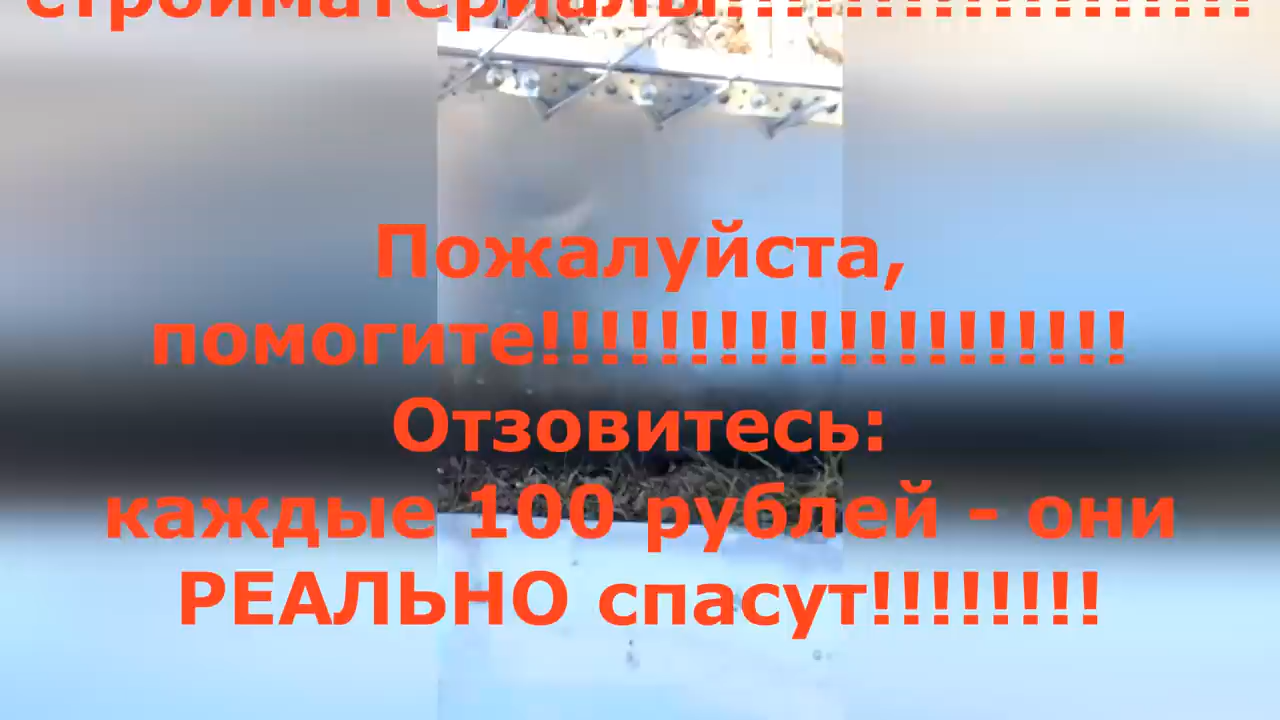 стройматериалы!!!!!!!!!!!!!!!!!!
Пожалуйста,
помогите!!!!!!!!!!!!!!!!!!!!
Отзовитесь:
каждые 100 рублей - они
РЕАЛЬНО спасут!!!!!!!!